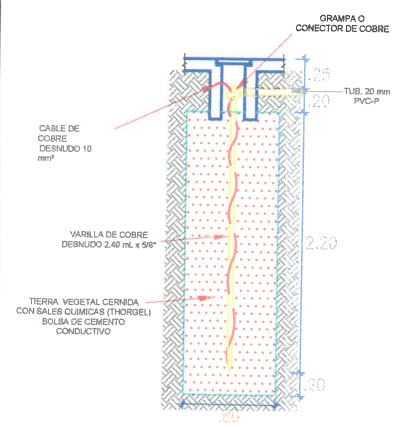 GRAMPA O
CONECTOR DE COBRE
.25
TUB. 20 mm
PVC-P
.20
CABLE DE
COBRE
DESNUDO 10
mm²
VARILLA DE COBRE
DESNUDO 2.40 mL x 5/8"
2.20
TIERRA VEGETAL CERNIDA
CON SALES QUIMICAS (THORGEL)
BOLSA DE CEMENTO
CONDUCTIVO
.20
.80